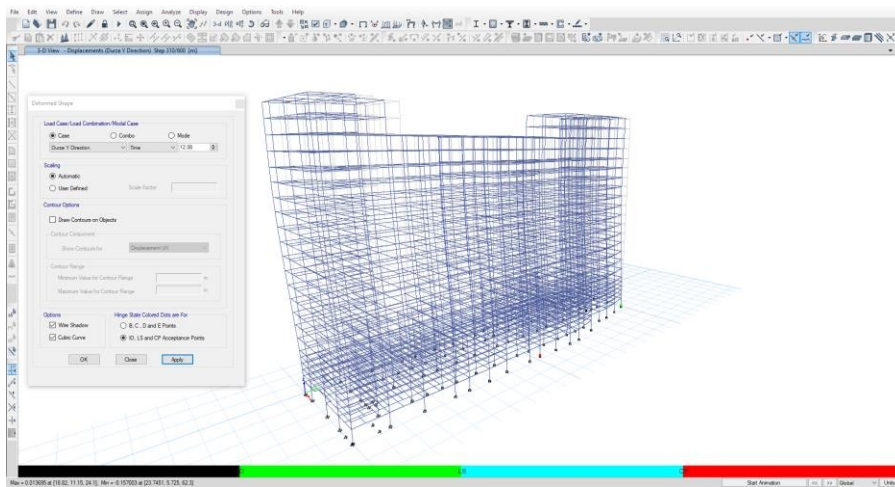 File Edit View Define Draw Select Assign Analyze Display Design Options Tools Help
3-D View - Displacements (Durze Y Direction) Step 310/600 [m]
Deformed Shape
Load Case/Load Combination/Modal Case
Case Combo Mode
Durze Y Direction Time 12.38
Scaling
Automatic
User Defined Scale Factor
Contour Options
Draw Contours on Objects
Contour Component
Show Contours for Displacement
Contour Range
Minimum Value for Contour Range
Maximum Value for Contour Range
Options Hinge State Colored Dots are For
Wire Shadow B, C, D and E Points
Cubic Curve IO, LS and CP Acceptance Points
OK Close Apply
Start Animation << >> Global